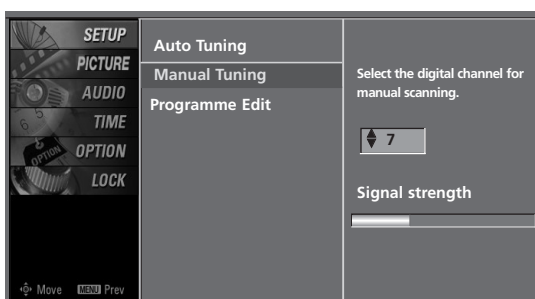 SETUP
PICTURE
AUDIO
TIME
OPTION
LOCK
Move MENU Prev
Auto Tuning
Manual Tuning
Programme Edit
Select the digital channel for
manual scanning.
7
Signal strength